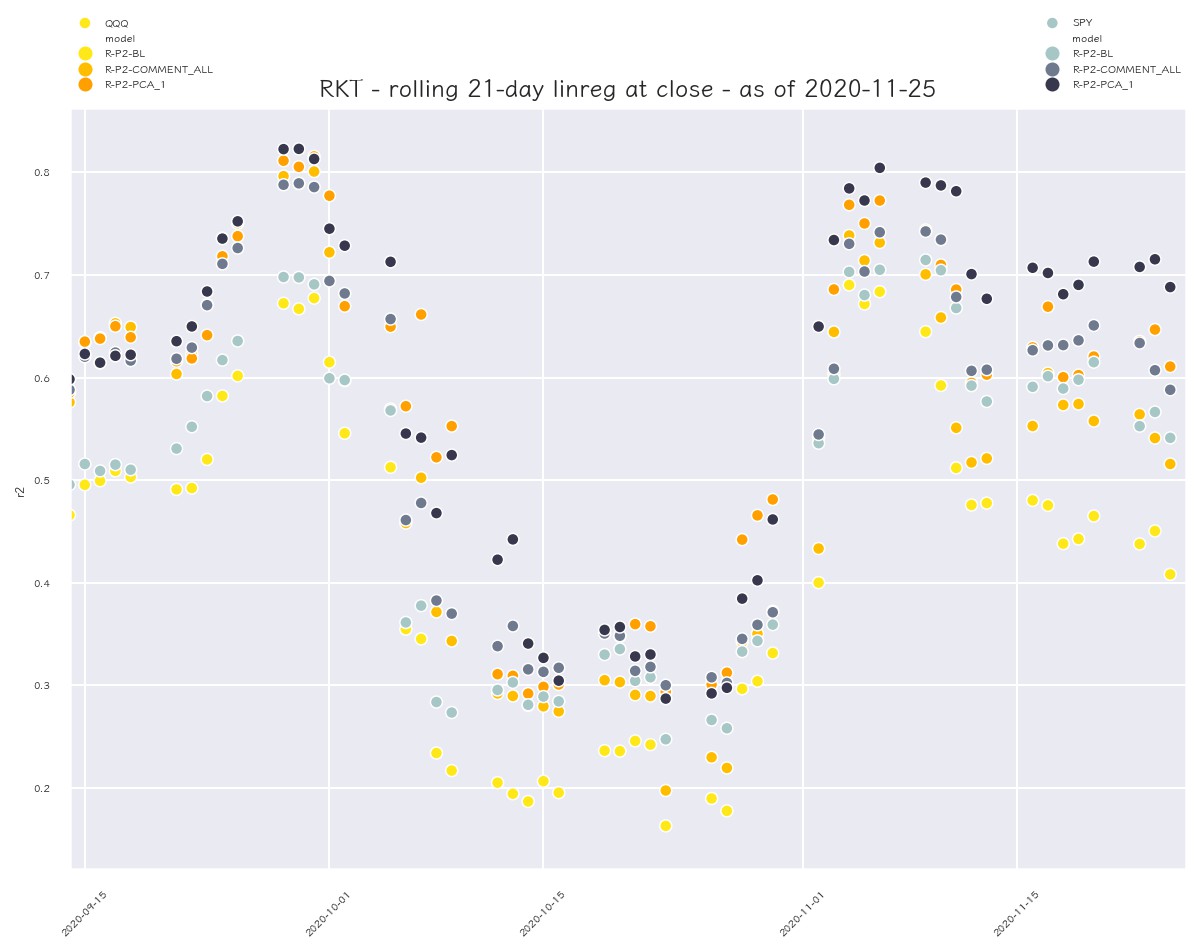 QQQ
model
R-P2-BL
R-P2-COMMENT_ALL
R-P2-PCA_1
SPY
model
R-P2-BL
R-P2-COMMENT_ALL
R-P2-PCA_1
RKT - rolling 21-day linreg at close - as of 2020-11-25
0.8
0.7
0.6
0.5
0.4
0.3
0.2
r2
2020-09-15
2020-10-01
2020-10-15
2020-11-01
2020-11-15